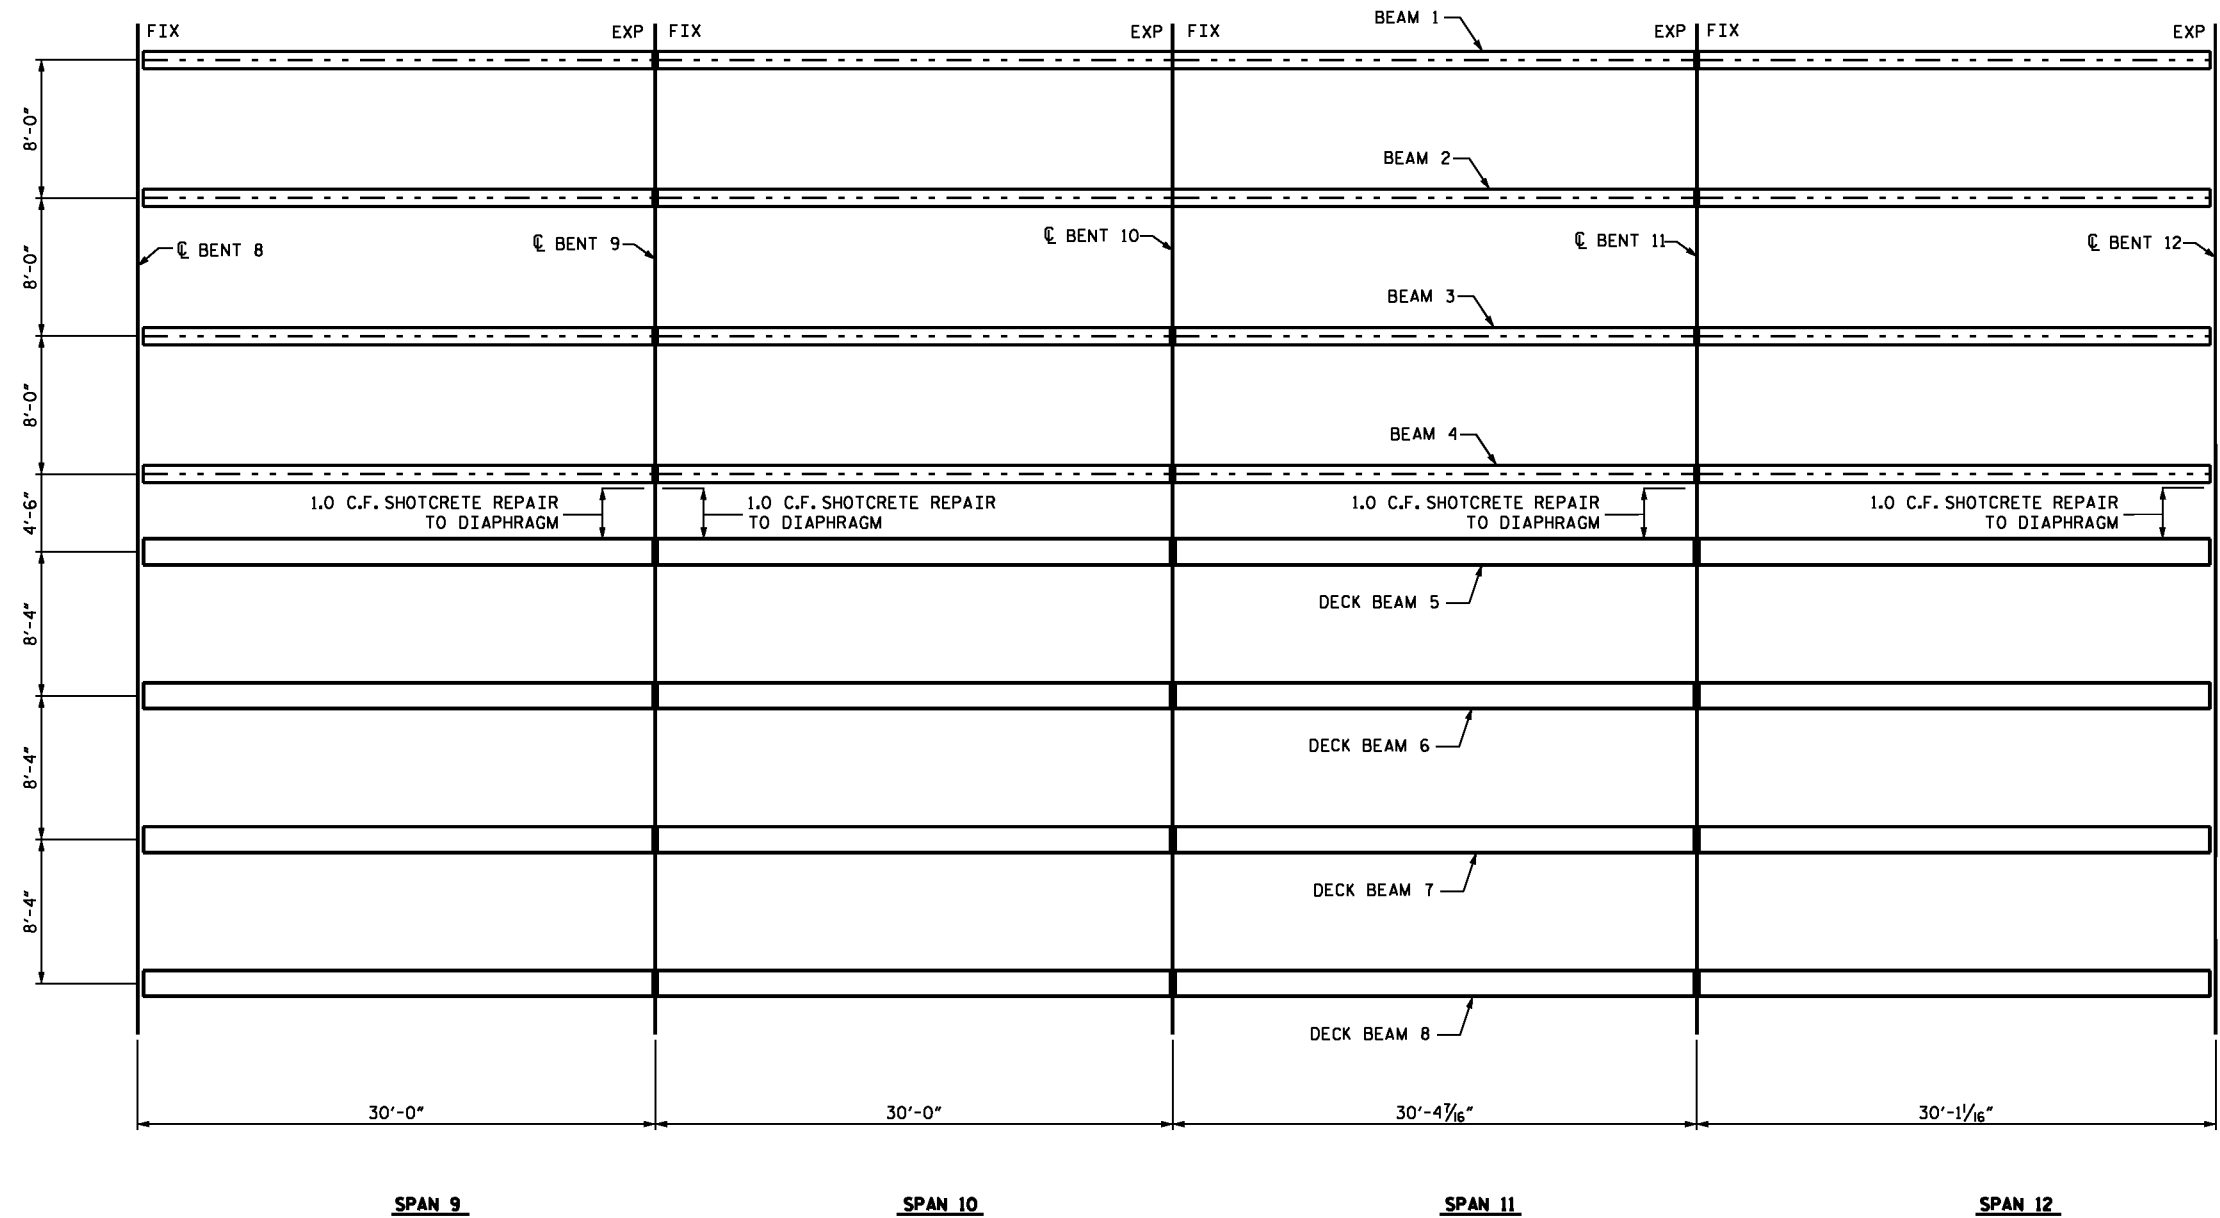 BEAM 1
FIX
EXP
FIX
EXP
FIX
EXP
FIX
EXP
8'-0"
BEAM 2
8'-0"
℄ BENT 8
℄ BENT 9
℄ BENT 10
℄ BENT 11
℄ BENT 12
BEAM 3
8'-0"
BEAM 4
4'-6"
1.0 C.F. SHOTCRETE REPAIR
TO DIAPHRAGM
1.0 C.F. SHOTCRETE REPAIR
TO DIAPHRAGM
1.0 C.F. SHOTCRETE REPAIR
TO DIAPHRAGM
1.0 C.F. SHOTCRETE REPAIR
TO DIAPHRAGM
8'-4"
DECK BEAM 5
8'-4"
DECK BEAM 6
8'-4"
DECK BEAM 7
DECK BEAM 8
30'-0"
30'-0"
30'-4 7/16"
30'-1 1/16"
SPAN 9
SPAN 10
SPAN 11
SPAN 12